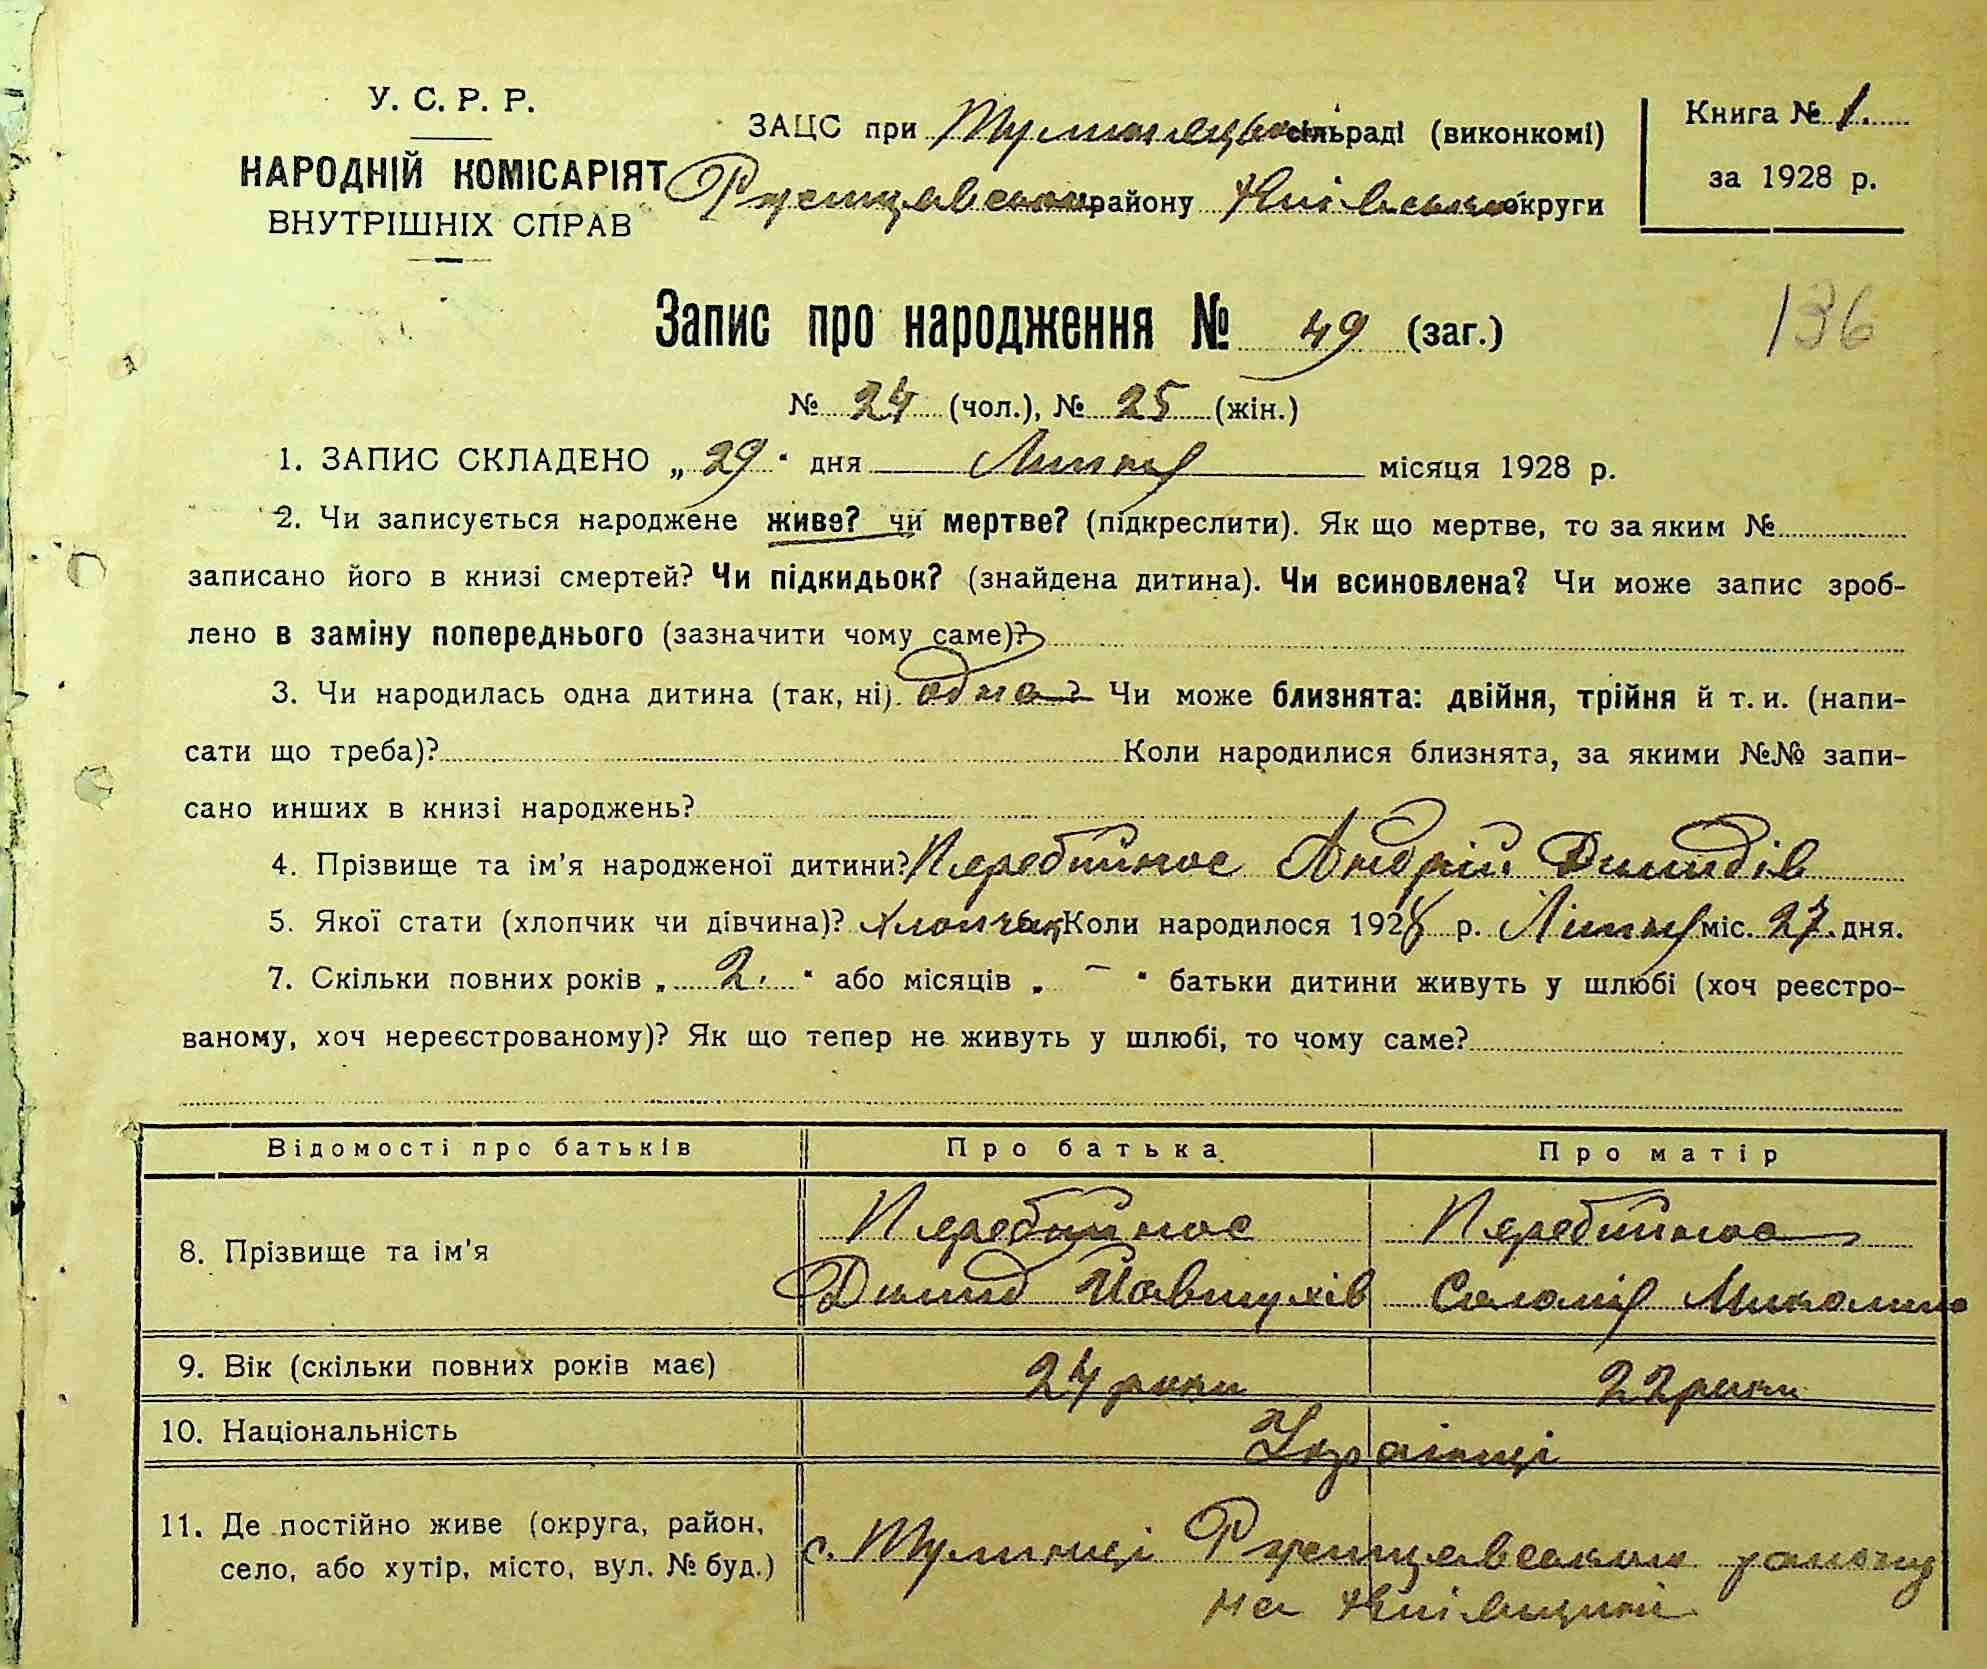 У. С. Р. Р.
НАРОДНІЙ КОМІСАРІЯТ
ВНУТРІШНІХ СПРАВ
ЗАЦС при Тулинецькій сільраді (виконкомі)
Ржищівського району Київської округи
Книга № 1.
за 1928 р.
136
Запис про народження № 49 (заг.)
№ 24 (чол.), № 25 (жін.)
1. ЗАПИС СКЛАДЕНО „29“ дня Липня місяця 1928 р.
2. Чи записується народжене живе? чи мертве? (підкреслити). Як що мертве, то за яким №
записано його в книзі смертей? Чи підкидьок? (знайдена дитина). Чи всиновлена? Чи може запис зроб-
лено в заміну попереднього (зазначити чому саме)?
3. Чи народилась одна дитина (так, ні). одна Чи може близнята: двійня, трійня й т. и. (напи-
сати що треба)? Коли народилися близнята, за якими №№ запи-
сано инших в книзі народжень?
4. Прізвище та ім’я народженої дитини? Перебийнос Андрій Димидів
5. Якої стати (хлопчик чи дівчина)? хлопчик Коли народилося 1928 р. Липня міс. 27. дня.
7. Скільки повних років „2.“ або місяців „ – “ батьки дитини живуть у шлюбі (хоч реєстро-
ваному, хоч нереєстрованому)? Як що тепер не живуть у шлюбі, то чому саме?
Відомості про батьків Про батька Про матір
8. Прізвище та ім’я Перебийнос Перебийнос
Димид Павтухів Соломія
9. Вік (скільки повних років має) 24 роки 22 роки
10. Національність Українці
11. Де постійно живе (округа, район, с. Тулинці Ржищівського району
село, або хутір, місто, вул. № буд.) на Київщині